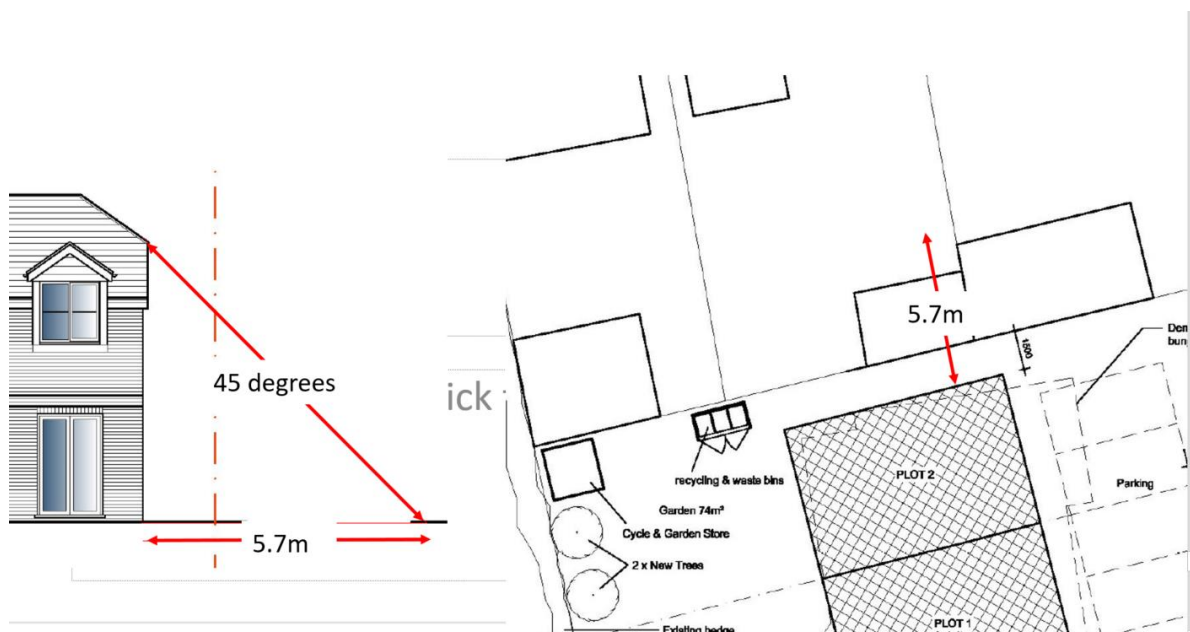 45 degrees
ick
5.7m
5.7m
1500
recycling & waste bins
Garden 74m²
Cycle & Garden Store
2 x New Trees
PLOT 2
Parking
PLOT 1
Existing hedge